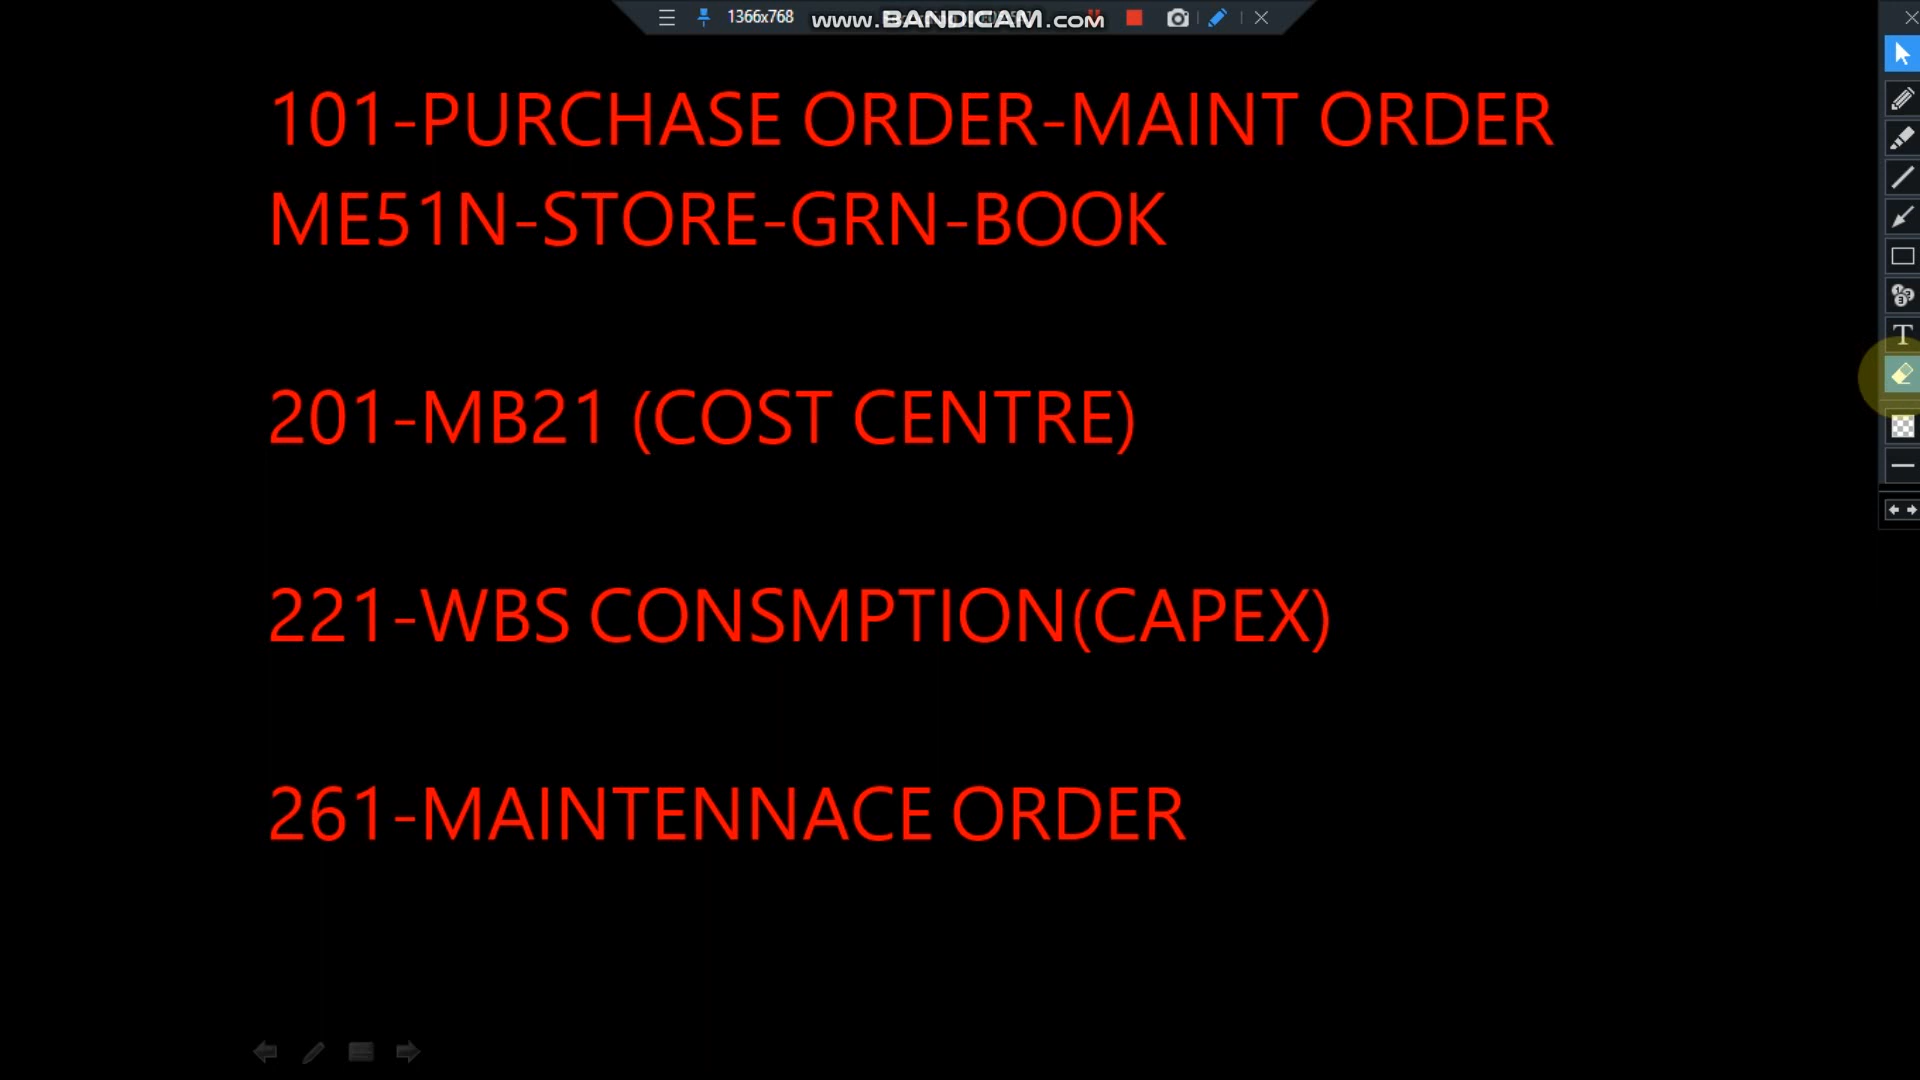 1366x768
www.BANDICAM.com
101-PURCHASE ORDER-MAINT ORDER
ME51N-STORE-GRN-BOOK
201-MB21 (COST CENTRE)
221-WBS CONSMPTION(CAPEX)
261-MAINTENNACE ORDER